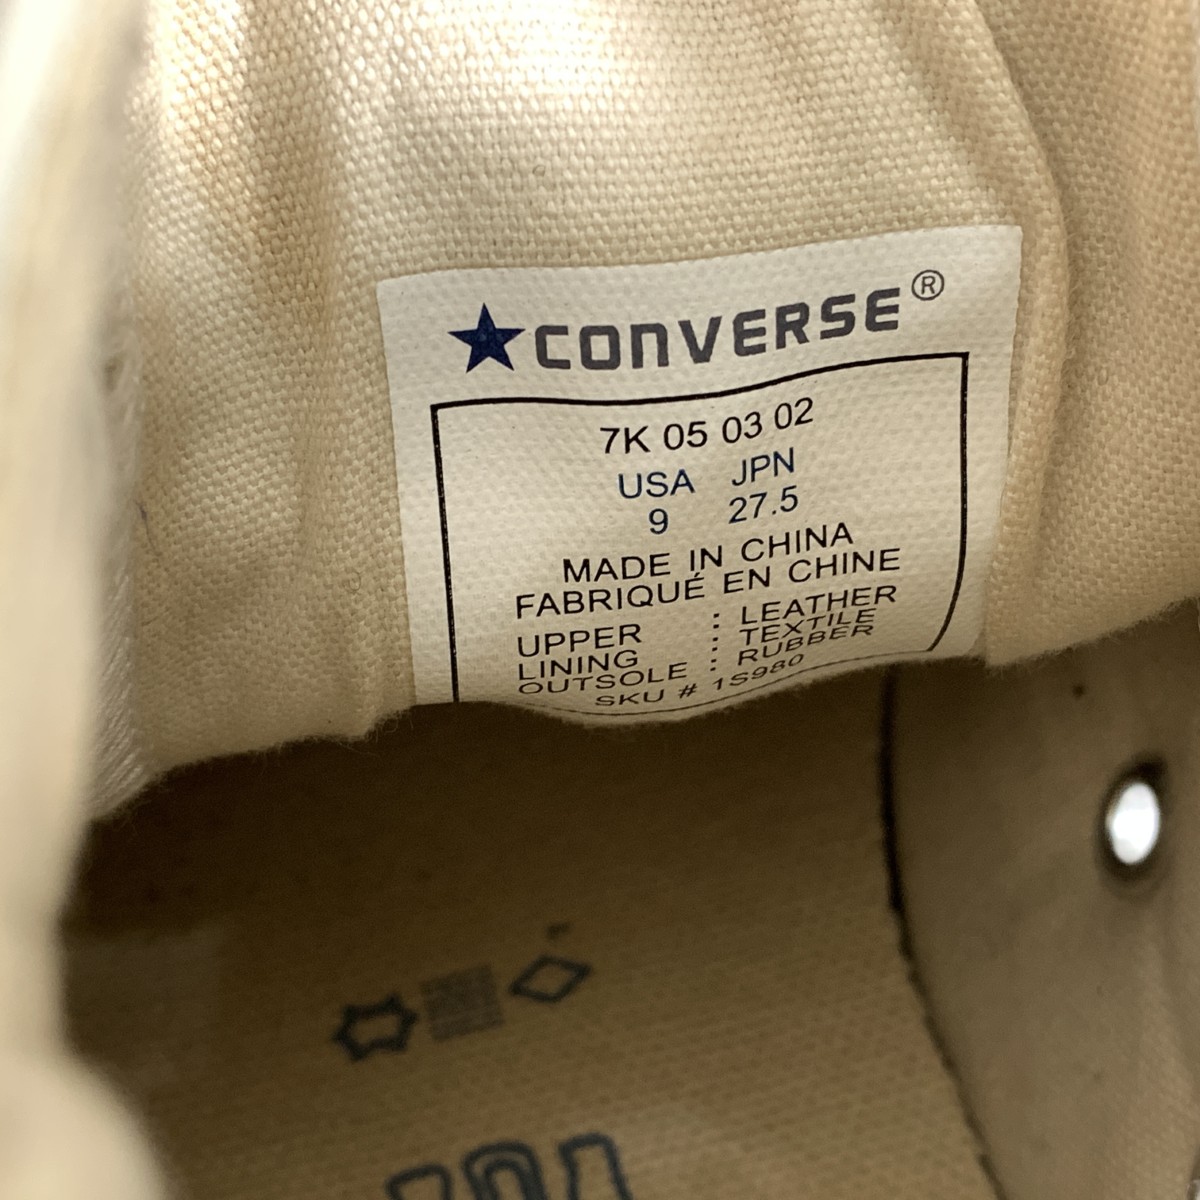 ★CONVERSE®
7K 05 03 02
USA JPN
9 27.5
MADE IN CHINA
FABRIQUÉ EN CHINE
UPPER : LEATHER
LINING : TEXTILE
OUTSOLE : RUBBER
SKU # 1S980